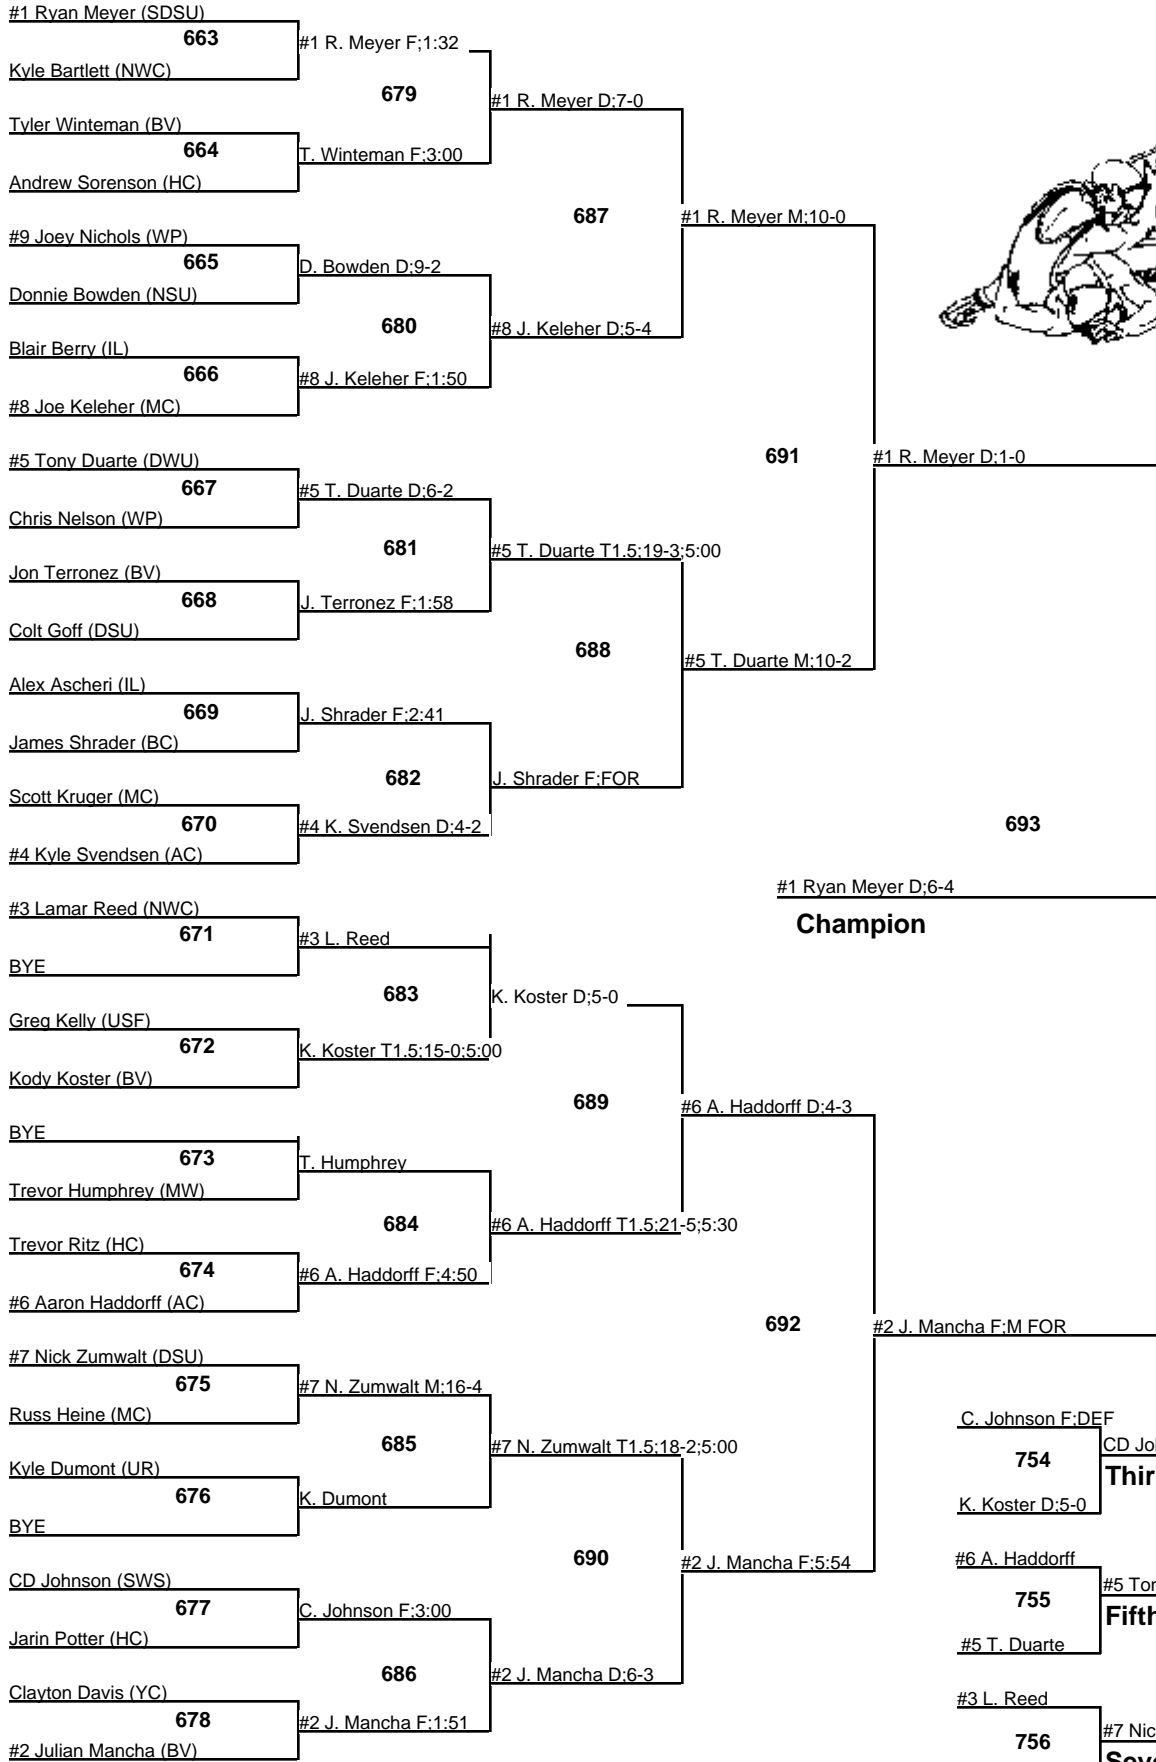 #1 Ryan Meyer (SDSU)
663
#1 R. Meyer F;1:32
Kyle Bartlett (NWC)
679
#1 R. Meyer D;7-0
Tyler Winteman (BV)
664
T. Winteman F;3:00
Andrew Sorenson (HC)
687
#1 R. Meyer M;10-0
#9 Joey Nichols (WP)
665
D. Bowden D;9-2
Donnie Bowden (NSU)
680
#8 J. Keleher D;5-4
Blair Berry (IL)
666
#8 J. Keleher F;1:50
#8 Joe Keleher (MC)
691
#1 R. Meyer D;1-0
#5 Tony Duarte (DWU)
667
#5 T. Duarte D;6-2
Chris Nelson (WP)
681
#5 T. Duarte T1.5;19-3;5:00
Jon Terronez (BV)
668
J. Terronez F;1:58
Colt Goff (DSU)
688
#5 T. Duarte M;10-2
Alex Ascheri (IL)
669
J. Shrader F;2:41
James Shrader (BC)
682
J. Shrader F;FOR
Scott Kruger (MC)
670
#4 K. Svendsen D;4-2
#4 Kyle Svendsen (AC)
693
#1 Ryan Meyer D;6-4
Champion
#3 Lamar Reed (NWC)
671
#3 L. Reed
BYE
683
K. Koster D;5-0
Greg Kelly (USF)
672
K. Koster T1.5;15-0;5:00
Kody Koster (BV)
689
#6 A. Haddorff D;4-3
BYE
673
T. Humphrey
Trevor Humphrey (MW)
684
#6 A. Haddorff T1.5;21-5;5:30
Trevor Ritz (HC)
674
#6 A. Haddorff F;4:50
#6 Aaron Haddorff (AC)
692
#2 J. Mancha F;M FOR
#7 Nick Zumwalt (DSU)
675
#7 N. Zumwalt M;16-4
Russ Heine (MC)
685
#7 N. Zumwalt T1.5;18-2;5:00
Kyle Dumont (UR)
676
K. Dumont
BYE
690
#2 J. Mancha F;5:54
CD Johnson (SWS)
677
C. Johnson F;3:00
Jarin Potter (HC)
686
#2 J. Mancha D;6-3
Clayton Davis (YC)
678
#2 J. Mancha F;1:51
#2 Julian Mancha (BV)
C. Johnson F;DEF
754
CD Jo
Thir
K. Koster D;5-0
#6 A. Haddorff
755
#5 Ton
Fifth
#5 T. Duarte
#3 L. Reed
756
#7 Nic